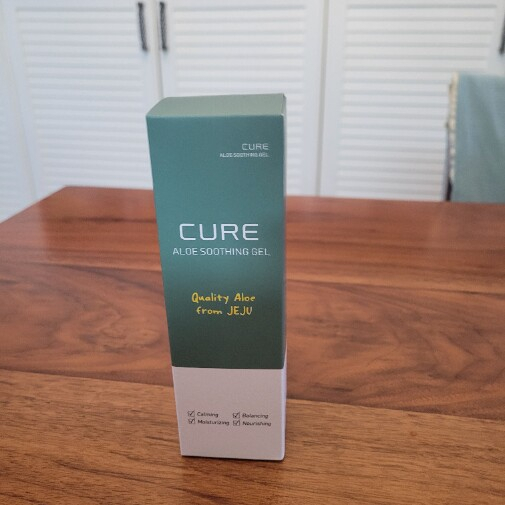 CURE
ALOE SOOTHING GEL
CURE
ALOE SOOTHING GEL
Quality Aloe
from JEJU
Calming Balancing
Moisturizing Nourishing